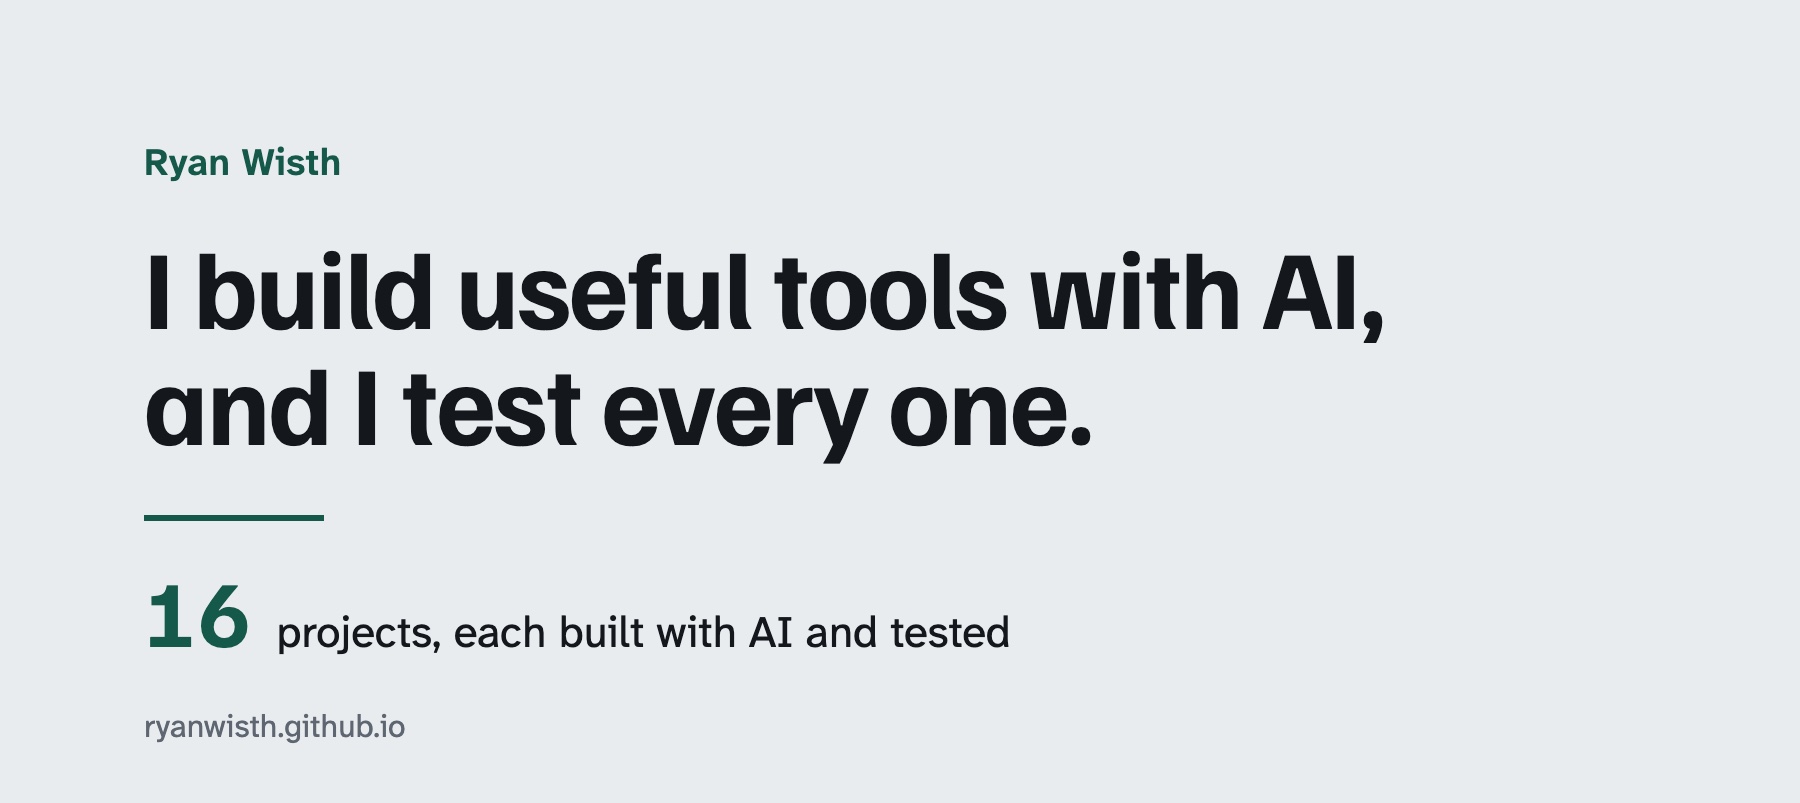 Ryan Wisth
I build useful tools with AI,
and I test every one.
16 projects, each built with AI and tested
ryanwisth.github.io